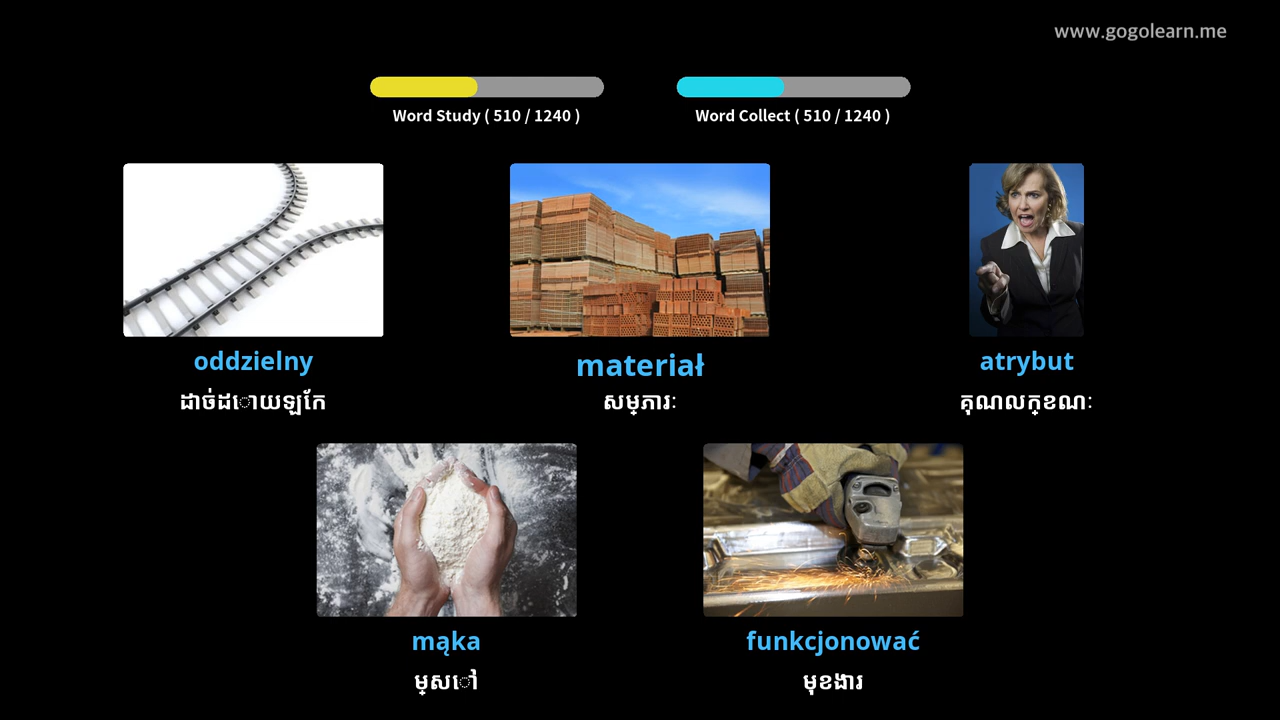 www.gogolearn.me
Word Study ( 510 / 1240 )
Word Collect ( 510 / 1240 )
oddzielny
ដាច់ដោយឡកែ
materiał
សម្ភារៈ
atrybut
គុណលក្ខណៈ
mąka
ម្សៅ
funkcjonować
មុខងារ